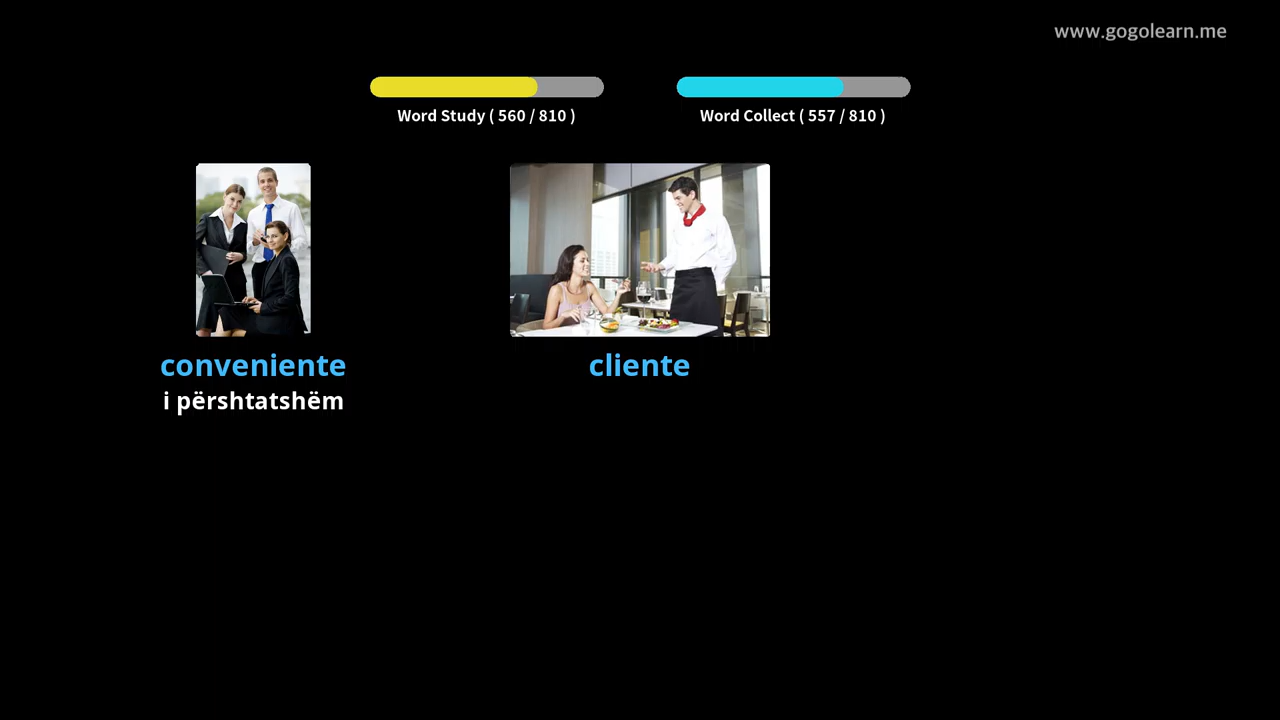 www.gogolearn.me
Word Study ( 560 / 810 )
Word Collect ( 557 / 810 )
conveniente
i përshtatshëm
cliente